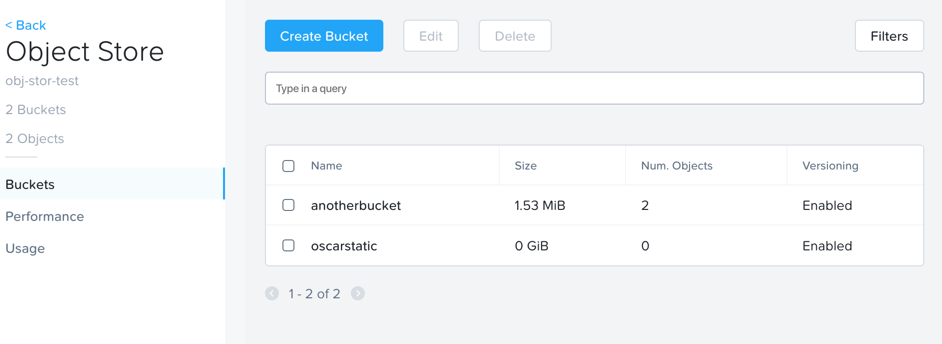 < Back
Object Store
obj-stor-test
2 Buckets
2 Objects
Buckets
Performance
Usage
Create Bucket Edit Delete Filters
Type in a query
Name Size Num. Objects Versioning
anotherbucket 1.53 MiB 2 Enabled
oscarstatic 0 GiB 0 Enabled
1 - 2 of 2